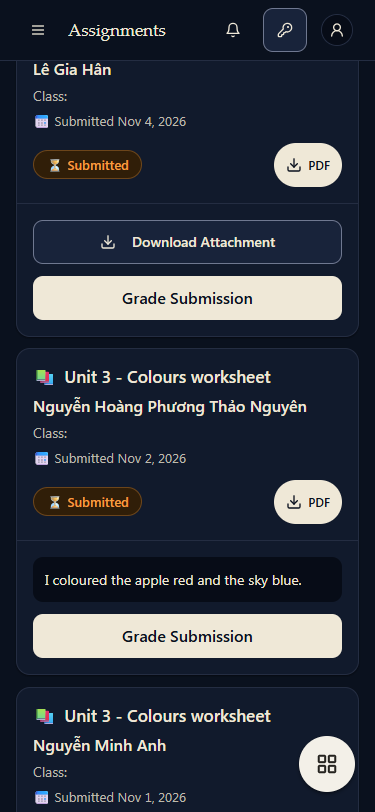 Assignments
Lê Gia Hân
Class:
Submitted Nov 4, 2026
Submitted
PDF
Download Attachment
Grade Submission
Unit 3 - Colours worksheet
Nguyễn Hoàng Phương Thảo Nguyên
Class:
Submitted Nov 2, 2026
Submitted
PDF
I coloured the apple red and the sky blue.
Grade Submission
Unit 3 - Colours worksheet
Nguyễn Minh Anh
Class:
Submitted Nov 1, 2026